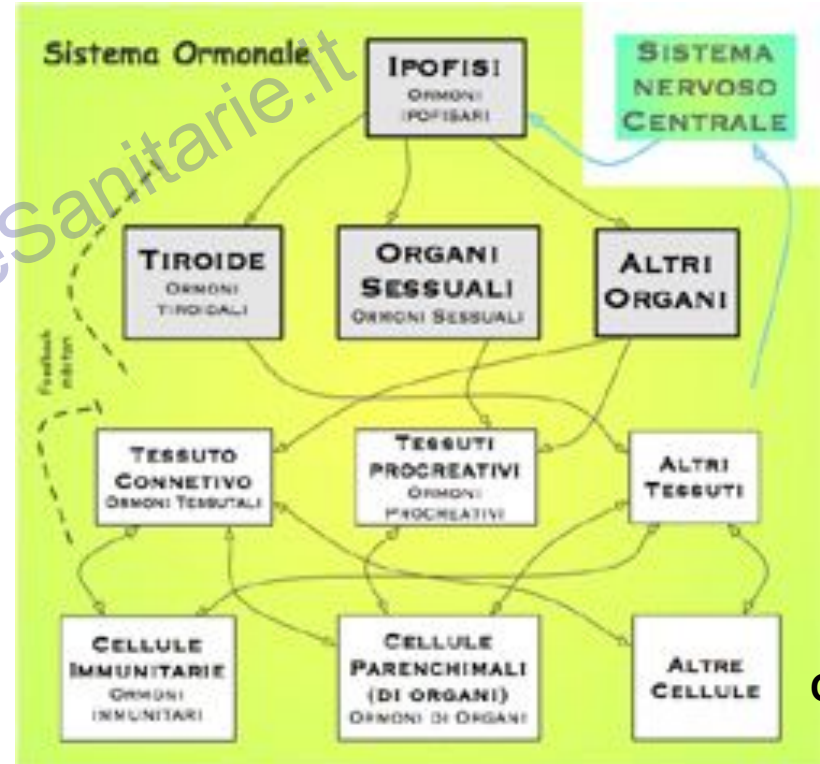 Sistema Ormonale
IPOFISI
ORMONI
IPOFISARI
SISTEMA
NERVOSO
CENTRALE
Sanitarie.it
TIROIDE
ORMONI
TIROIDALI
ORGANI
SESSUALI
ORMONI SESSUALI
ALTRI
ORGANI
Feedback
TESSUTO
CONNETIVO
ORMONI TESSUTALI
TESSUTI
PROCREATIVI
ORMONI
PROCREATIVI
ALTRI
TESSUTI
CELLULE
IMMUNITARIE
ORMONI
IMMUNITARI
CELLULE
PARENCHIMALI
(DI ORGANI)
ORMONI DI ORGANI
ALTRE
CELLULE